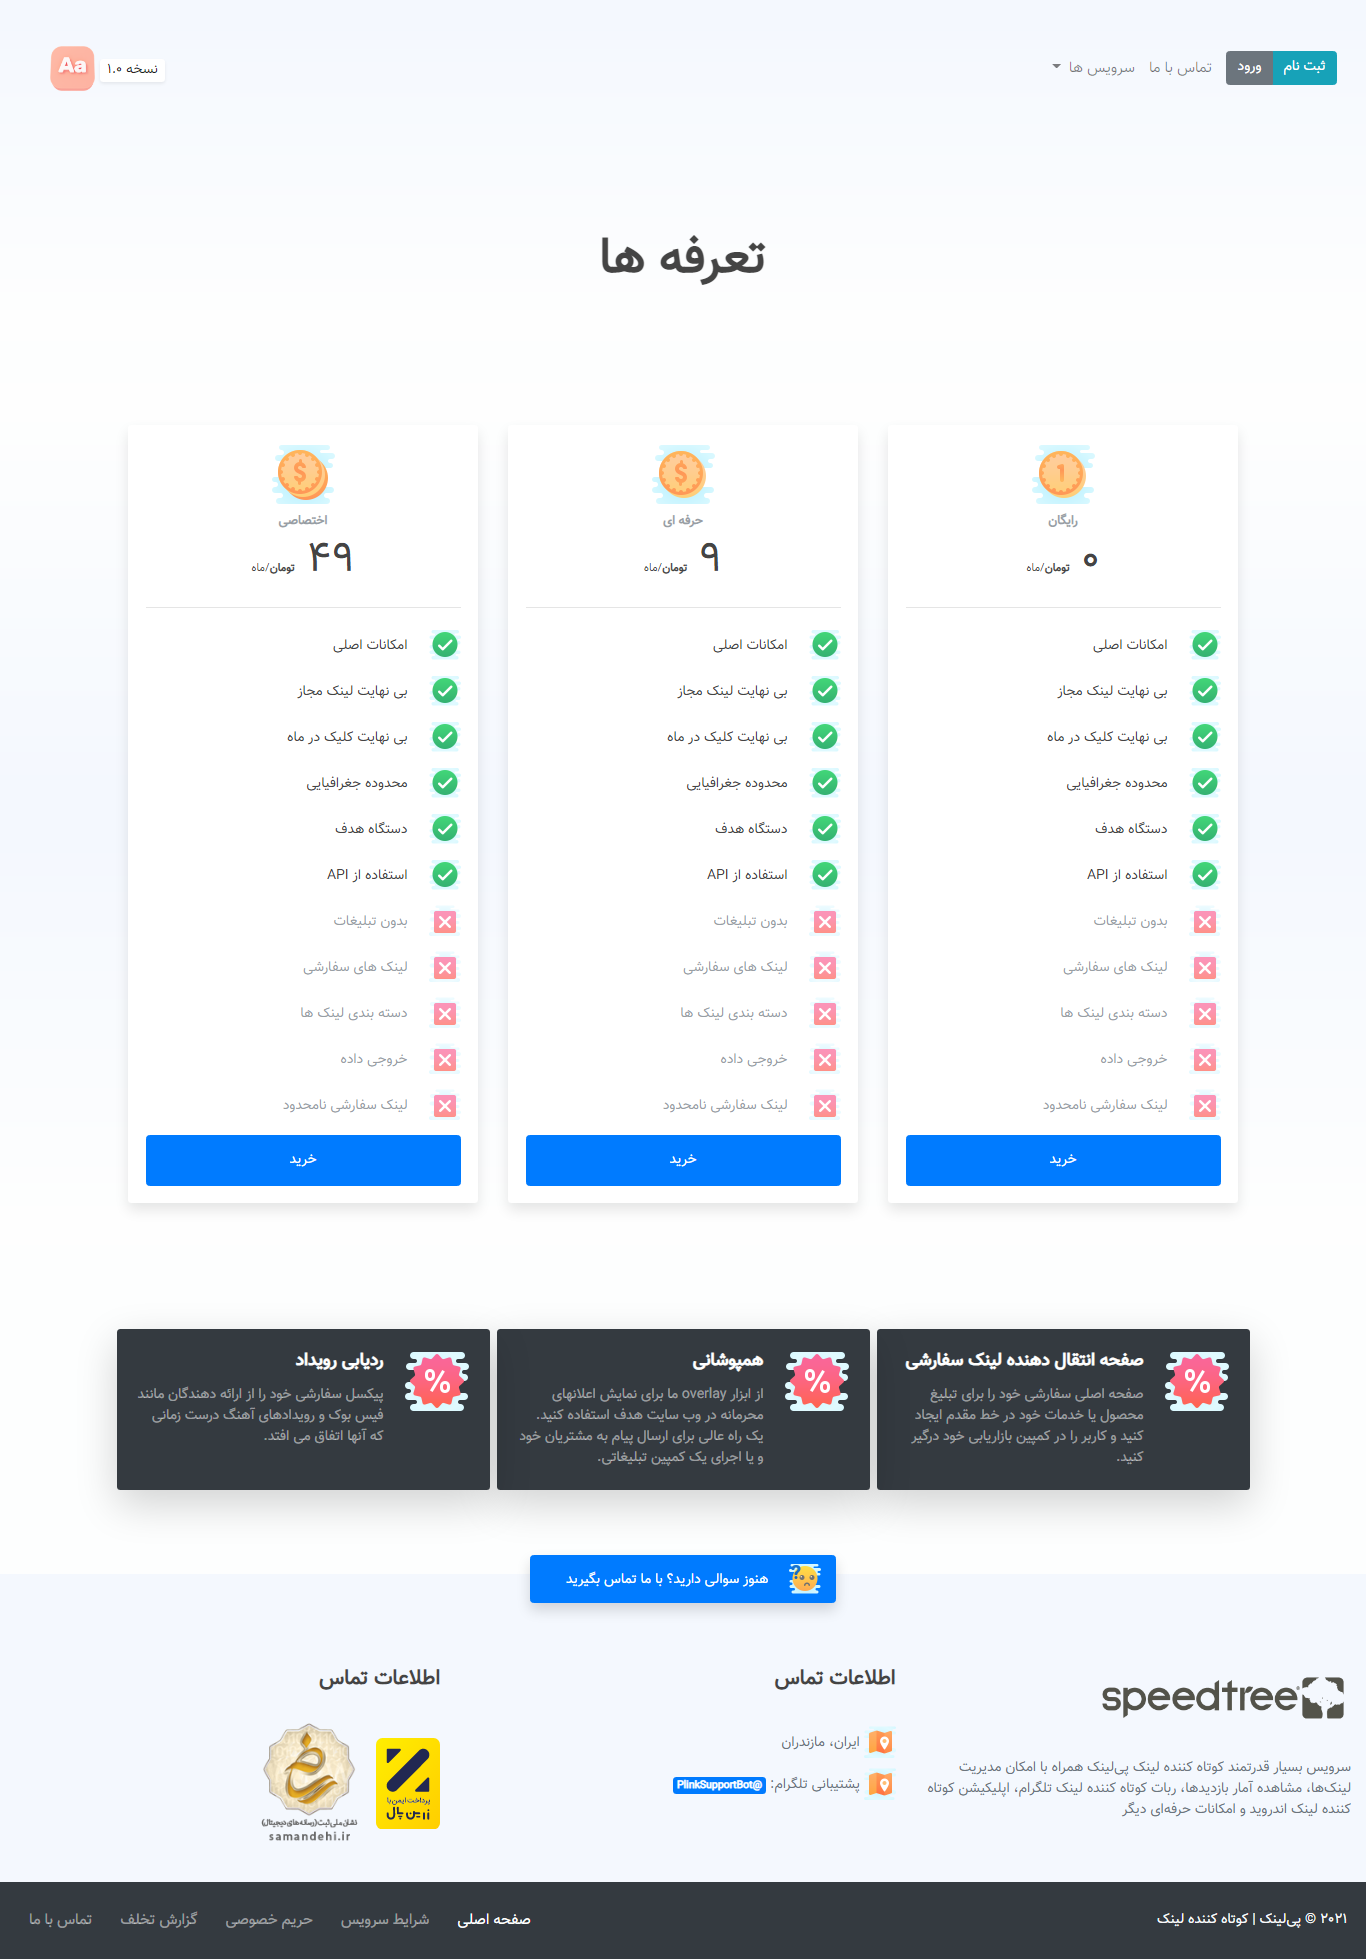 ثبت نام
ورود
تماس با ما
سرویس ها
نسخه ۱.۰
Aa
تعرفه ها
رایگان
۰ تومان/ماه
امکانات اصلی
بی نهایت لینک مجاز
بی نهایت کلیک در ماه
محدوده جغرافیایی
دستگاه هدف
استفاده از API
بدون تبلیغات
لینک های سفارشی
دسته بندی لینک ها
خروجی داده
لینک سفارشی نامحدود
خرید
حرفه ای
۹ تومان/ماه
امکانات اصلی
بی نهایت لینک مجاز
بی نهایت کلیک در ماه
محدوده جغرافیایی
دستگاه هدف
استفاده از API
بدون تبلیغات
لینک های سفارشی
دسته بندی لینک ها
خروجی داده
لینک سفارشی نامحدود
خرید
اختصاصی
۴۹ تومان/ماه
امکانات اصلی
بی نهایت لینک مجاز
بی نهایت کلیک در ماه
محدوده جغرافیایی
دستگاه هدف
استفاده از API
بدون تبلیغات
لینک های سفارشی
دسته بندی لینک ها
خروجی داده
لینک سفارشی نامحدود
خرید
صفحه انتقال دهنده لینک سفارشی
صفحه اصلی سفارشی خود را برای تبلیغ
محصول یا خدمات خود در خط مقدم ایجاد
کنید و کاربر را در کمپین بازاریابی خود درگیر
کنید.
همپوشانی
از ابزار overlay ما برای نمایش اعلانهای
محرمانه در وب سایت هدف استفاده کنید.
یک راه عالی برای ارسال پیام به مشتریان خود
و یا اجرای یک کمپین تبلیغاتی.
ردیابی رویداد
پیکسل سفارشی خود را از ارائه دهندگان مانند
فیس بوک و رویدادهای آهنگ درست زمانی
که آنها اتفاق می افتد.
هنوز سوالی دارید؟ با ما تماس بگیرید
speedtree
سرویس بسیار قدرتمند کوتاه کننده لینک پی‌لینک همراه با امکان مدیریت
لینک‌ها، مشاهده آمار بازدیدها، ربات کوتاه کننده لینک تلگرام، اپلیکیشن کوتاه
کننده لینک اندروید و امکانات حرفه‌ای دیگر
اطلاعات تماس
ایران، مازندران
پشتیبانی تلگرام: @PlinkSupportBot
اطلاعات تماس
پرداخت ایمن با
زرین پال
نشان ملی ثبت(رسانه های دیجیتال)
samandehi.ir
۲۰۲۱ © پی‌لینک | کوتاه کننده لینک
صفحه اصلی
شرایط سرویس
حریم خصوصی
گزارش تخلف
تماس با ما